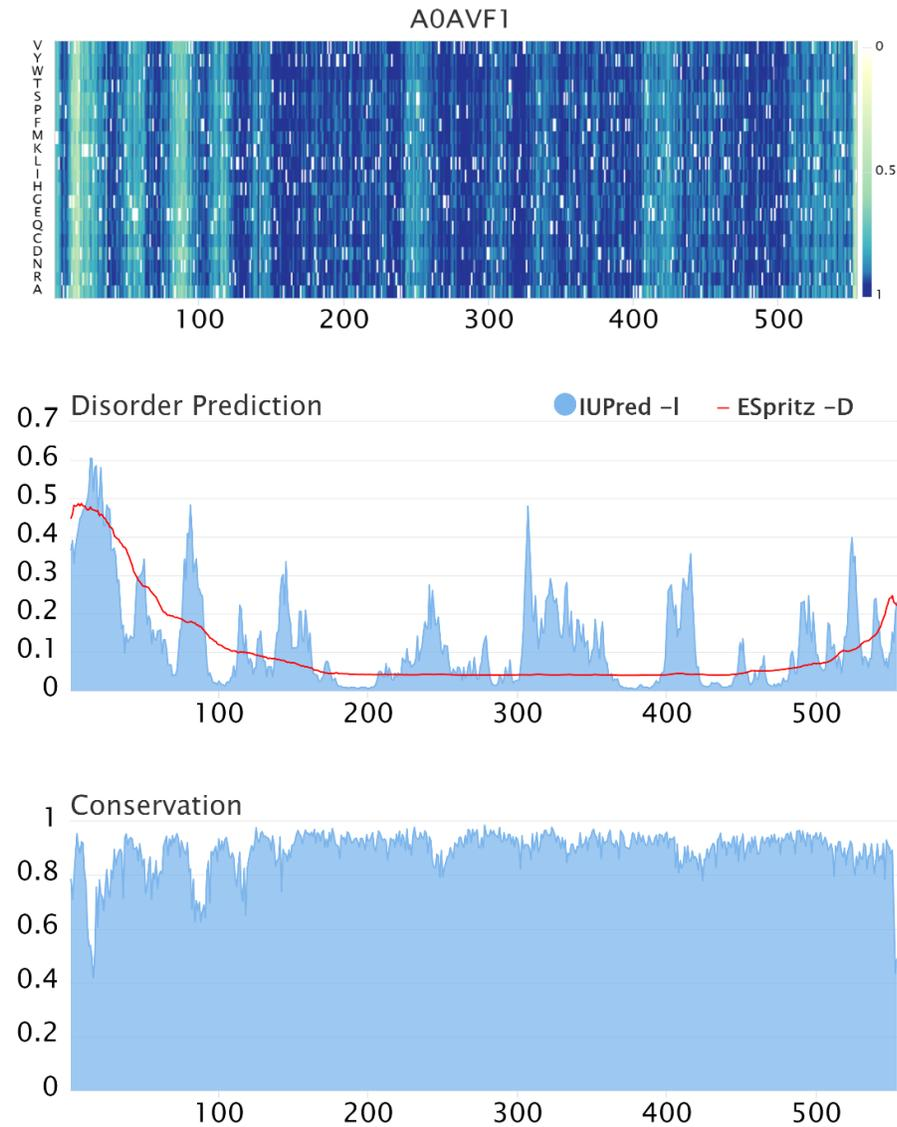 A0AVF1
V
Y
W
T
S
P
F
M
K
L
I
H
G
E
Q
C
D
N
R
A
0
0.5
1
100 200 300 400 500
Disorder Prediction IUPred -l ESpritz -D
0.7
0.6
0.5
0.4
0.3
0.2
0.1
0
100 200 300 400 500
Conservation
1
0.8
0.6
0.4
0.2
0
100 200 300 400 500